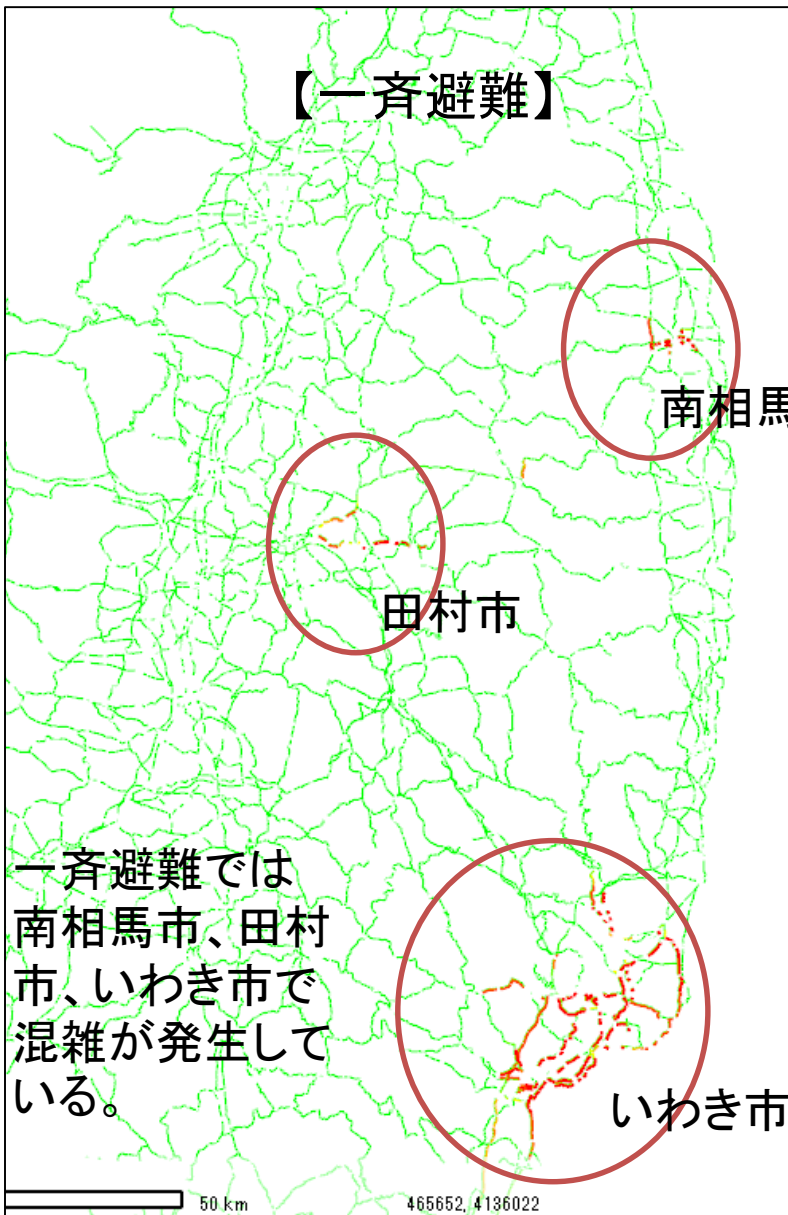 【一斉避難】
南相馬
田村市
一斉避難では
南相馬市、田村
市、いわき市で
混雑が発生して
いる。
いわき市
50 km
465652, 4136022